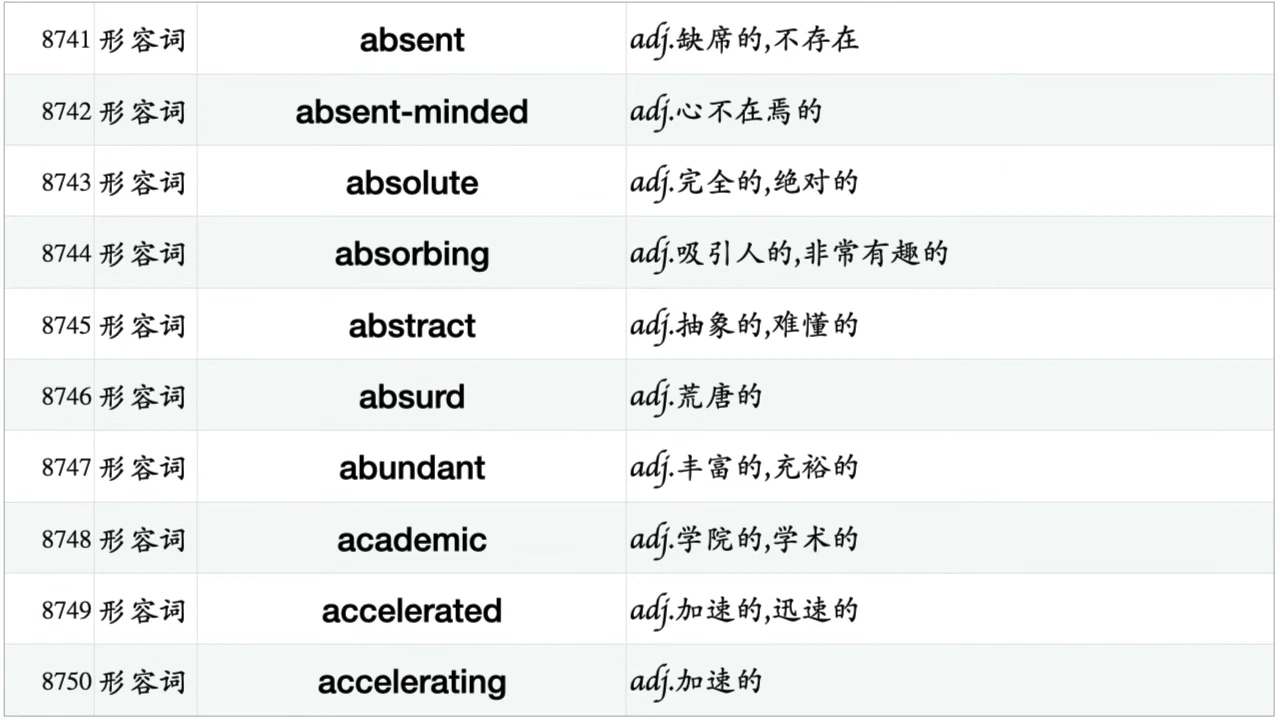 8741 形容词 absent adj.缺席的,不存在
8742 形容词 absent-minded adj.心不在焉的
8743 形容词 absolute adj.完全的,绝对的
8744 形容词 absorbing adj.吸引人的,非常有趣的
8745 形容词 abstract adj.抽象的,难懂的
8746 形容词 absurd adj.荒唐的
8747 形容词 abundant adj.丰富的,充裕的
8748 形容词 academic adj.学院的,学术的
8749 形容词 accelerated adj.加速的,迅速的
8750 形容词 accelerating adj.加速的